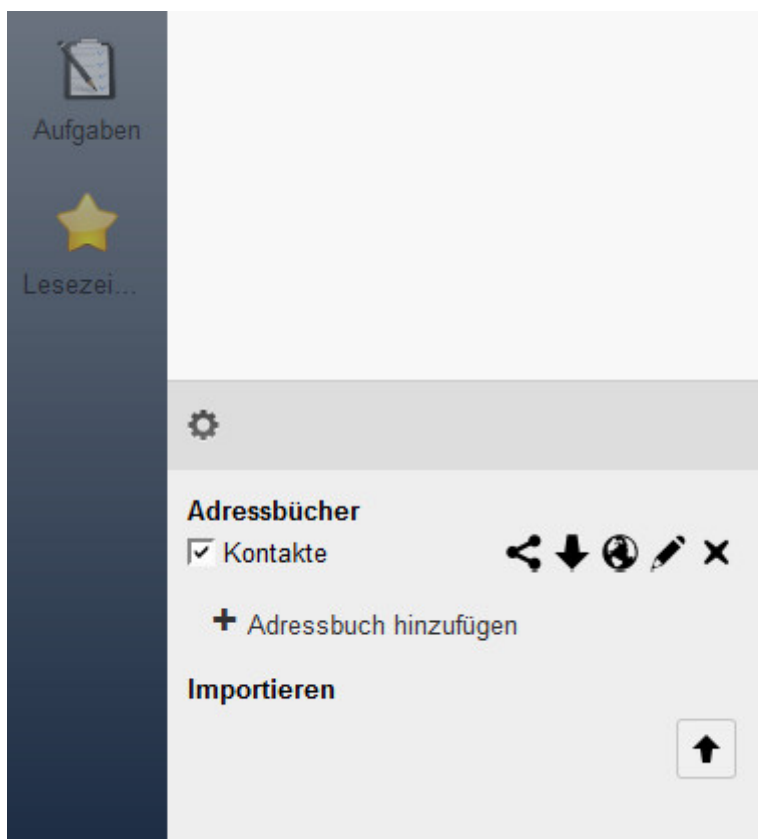 Aufgaben
Lesezei...
Adressbücher
Kontakte
Adressbuch hinzufügen
Importieren